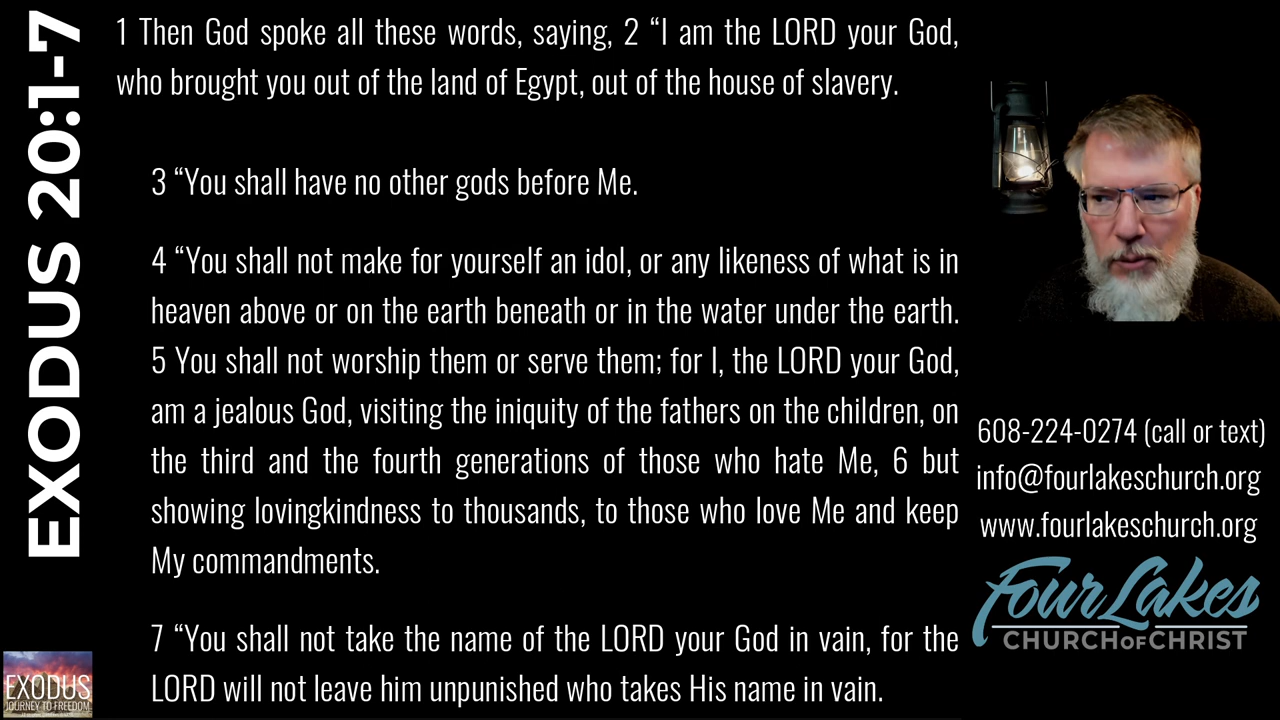 EXODUS 20:1-7
1 Then God spoke all these words, saying, 2 “I am the LORD your God,
who brought you out of the land of Egypt, out of the house of slavery.
3 “You shall have no other gods before Me.
4 “You shall not make for yourself an idol, or any likeness of what is in
heaven above or on the earth beneath or in the water under the earth.
5 You shall not worship them or serve them; for I, the LORD your God,
am a jealous God, visiting the iniquity of the fathers on the children, on
the third and the fourth generations of those who hate Me, 6 but
showing lovingkindness to thousands, to those who love Me and keep
My commandments.
7 “You shall not take the name of the LORD your God in vain, for the
LORD will not leave him unpunished who takes His name in vain.
608-224-0274 (call or text)
info@fourlakeschurch.org
www.fourlakeschurch.org
Four Lakes
CHURCH OF CHRIST
EXODUS
JOURNEY TO FREEDOM